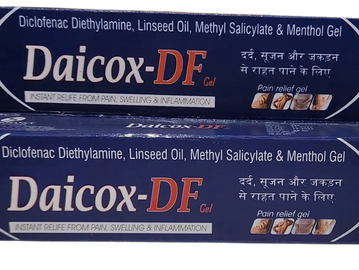 Diclofenac Diethylamine, Linseed Oil, Methyl Salicylate & Menthol Gel
Daicox-DF Gel
INSTANT RELIFE FROM PAIN, SWELLING & INFLAMMATION
दर्द, सूजन और जकड़न
से राहत पाने के लिए
Pain relief gel
Diclofenac Diethylamine, Linseed Oil, Methyl Salicylate & Menthol Gel
Daicox-DF Gel
INSTANT RELIFE FROM PAIN, SWELLING & INFLAMMATION
दर्द, सूजन और जकड़न
से राहत पाने के लिए
Pain relief gel